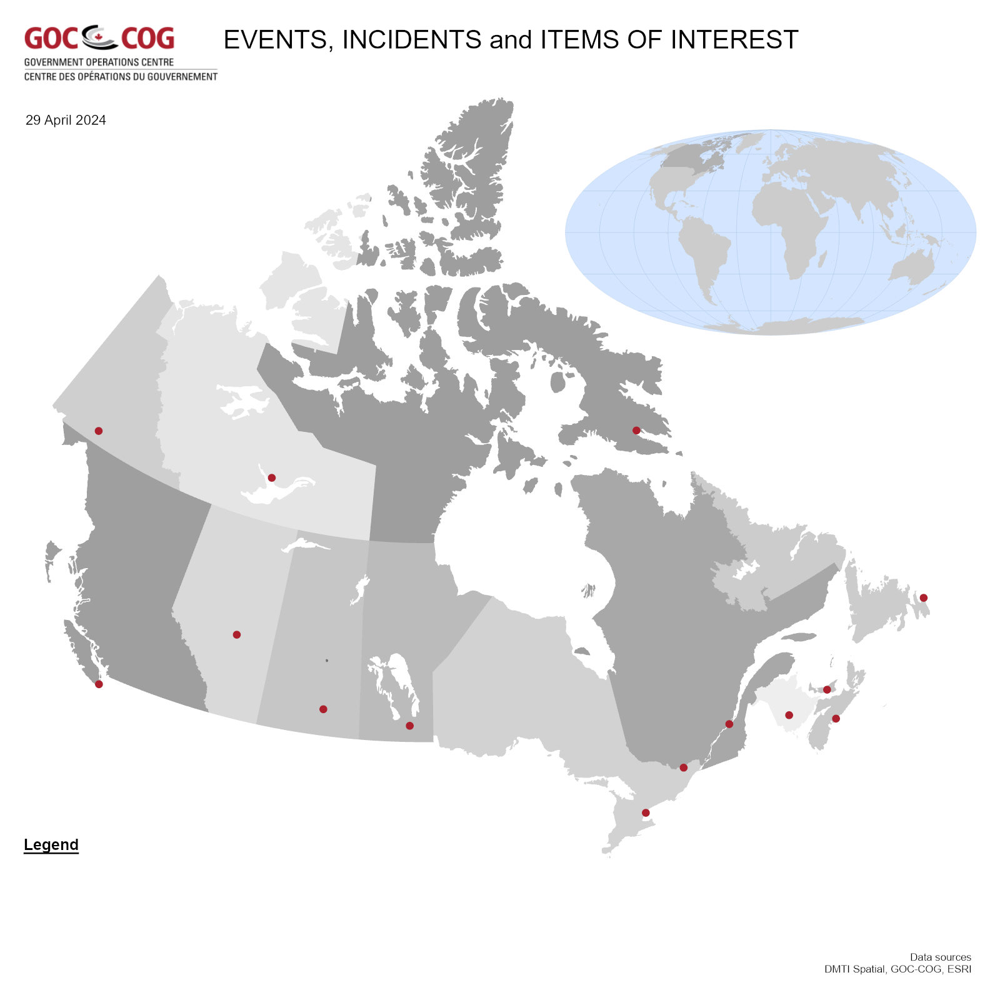 GOC COG
GOVERNMENT OPERATIONS CENTRE
CENTRE DES OPÉRATIONS DU GOUVERNEMENT
EVENTS, INCIDENTS and ITEMS OF INTEREST
29 April 2024
Legend
Data sources
DMTI Spatial, GOC-COG, ESRI